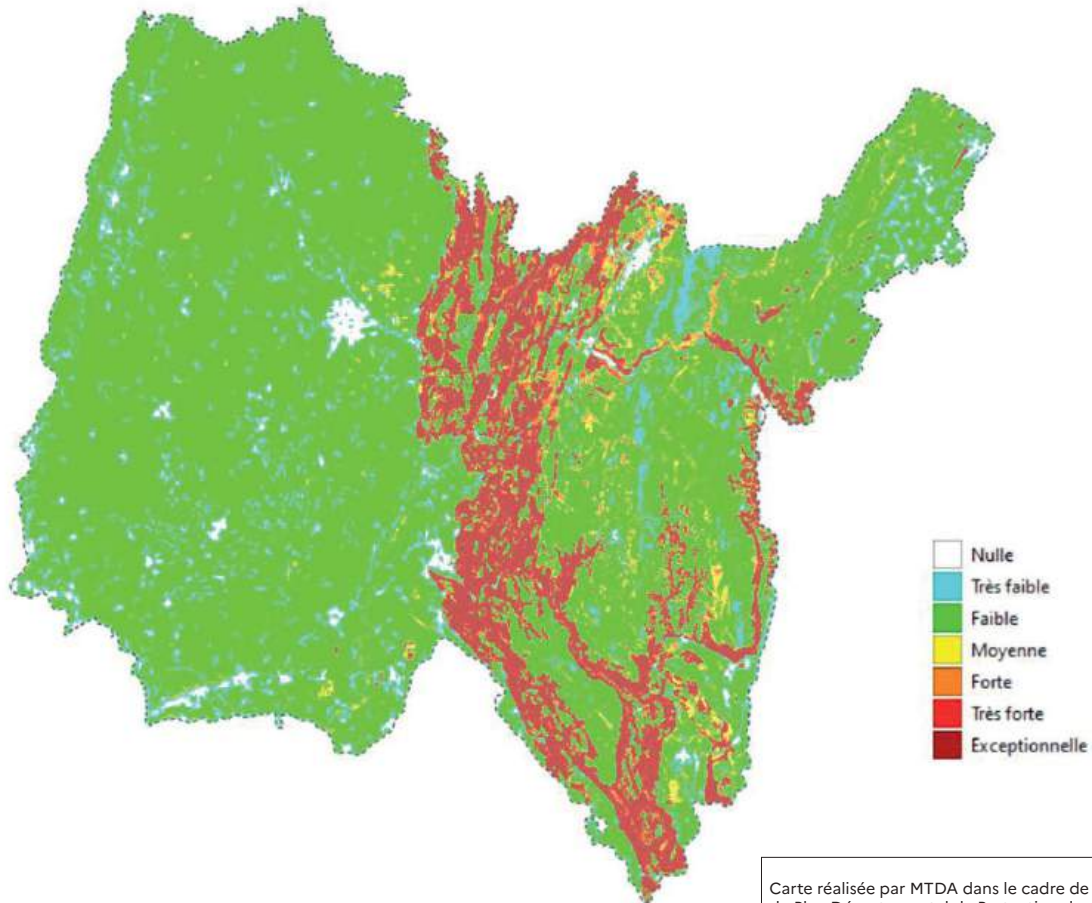 Nulle
Très faible
Faible
Moyenne
Forte
Très forte
Exceptionnelle
Carte réalisée par MTDA dans le cadre de